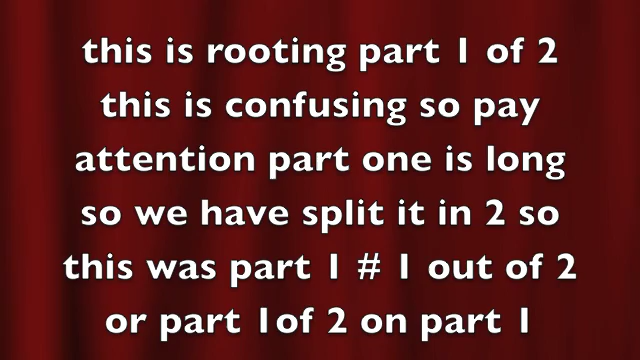 this is rooting part 1 of 2
this is confusing so pay
attention part one is long
so we have split it in 2 so
this was part 1 # 1 out of 2
or part 1of 2 on part 1